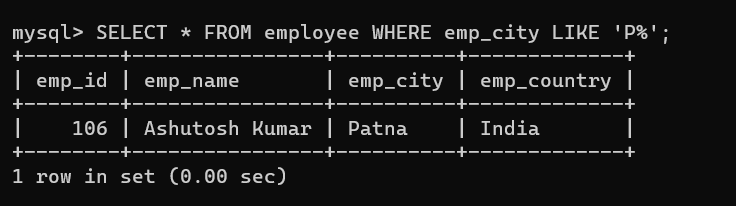 mysql> SELECT * FROM employee WHERE emp_city LIKE 'P%';
+--------+----------------+----------+-------------+
| emp_id | emp_name       | emp_city | emp_country |
+--------+----------------+----------+-------------+
|    106 | Ashutosh Kumar | Patna    | India       |
+--------+----------------+----------+-------------+
1 row in set (0.00 sec)